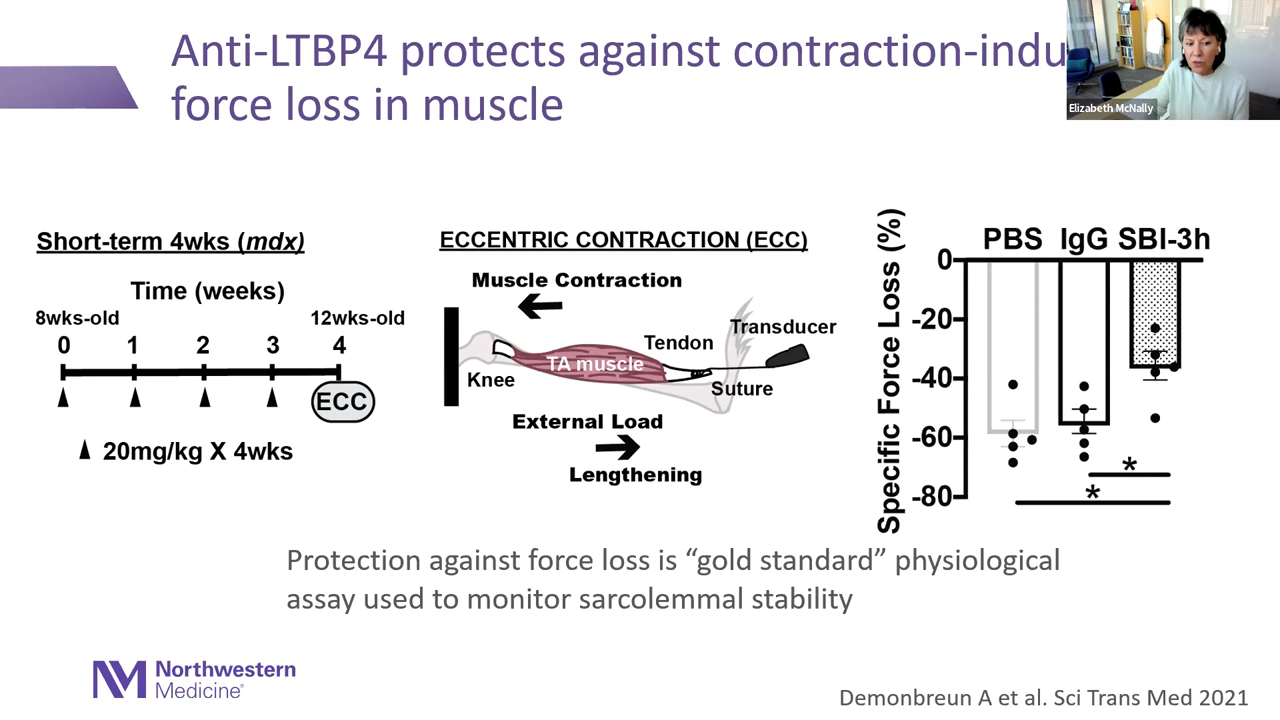 Anti-LTBP4 protects against contraction-indu
force loss in muscle
Elizabeth McNally
Short-term 4wks (mdx)
Time (weeks)
8wks-old 12wks-old
0 1 2 3 4
ECC
20mg/kg X 4wks
ECCENTRIC CONTRACTION (ECC)
Muscle Contraction
Transducer
Tendon
TA muscle
Knee
Suture
External Load
Lengthening
Specific Force Loss (%)
PBS IgG SBI-3h
0
-20
-40
-60
*
-80
*
Protection against force loss is “gold standard” physiological
assay used to monitor sarcolemmal stability
Northwestern
Medicine®
Demonbreun A et al. Sci Trans Med 2021